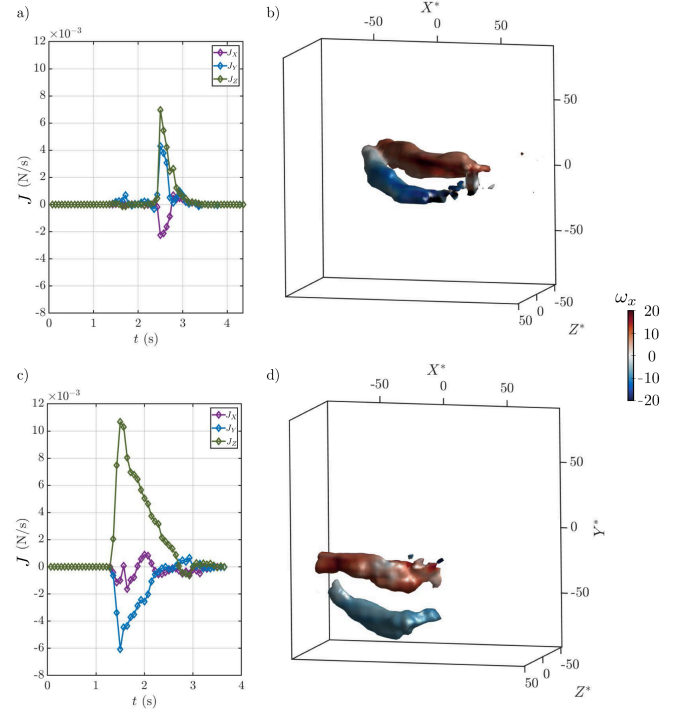 a)
×10⁻³
12
10
8
6
4
2
0
-2
-4
-6
-8
J (N/s)
J_X
J_Y
J_Z
0 1 2 3 4
t (s)
b)
X*
-50 0 50
50
0
-50
50 0 -50
Z*
ω_x
20
10
0
-10
-20
c)
×10⁻³
12
10
8
6
4
2
0
-2
-4
-6
-8
J (N/s)
J_X
J_Y
J_Z
0 1 2 3 4
t (s)
d)
X*
-50 0 50
50
0
-50
Y*
50 0 -50
Z*